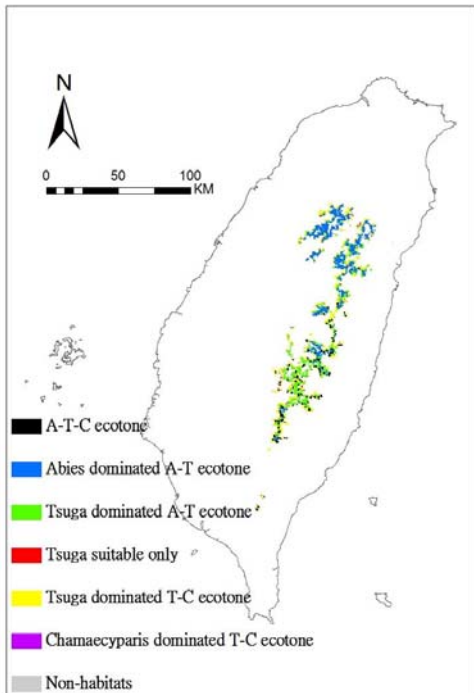 N
0 50 100
KM
A-T-C ecotone
Abies dominated A-T ecotone
Tsuga dominated A-T ecotone
Tsuga suitable only
Tsuga dominated T-C ecotone
Chamaecyparis dominated T-C ecotone
Non-habitats